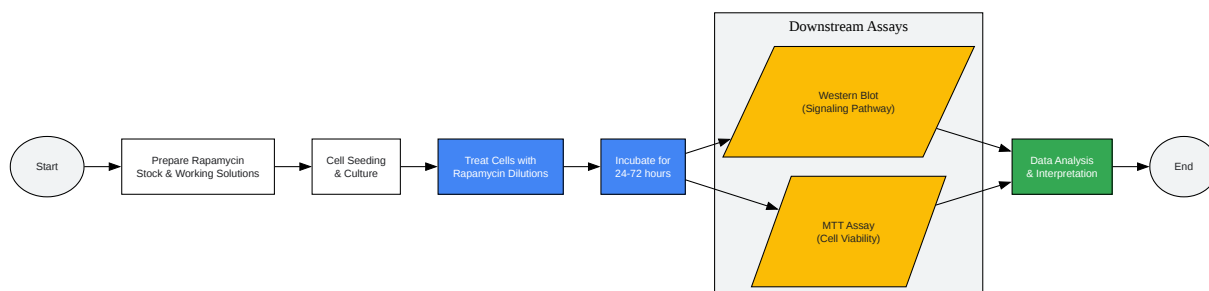 Downstream Assays
Start
Prepare Rapamycin
Stock & Working Solutions
Cell Seeding
& Culture
Treat Cells with
Rapamycin Dilutions
Incubate for
24-72 hours
Western Blot
(Signaling Pathway)
MTT Assay
(Cell Viability)
Data Analysis
& Interpretation
End